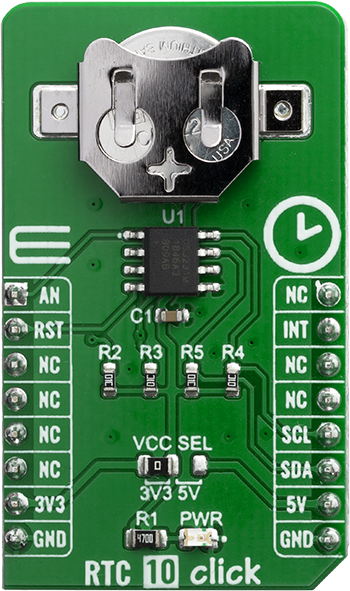 U1
C1
AN NC
RST INT
R2 R3 R5 R4
NC NC
NC NC
NC SCL
VCC SEL
NC SDA
3V3 5V
3V3 5V
R1 PWR
4700
GND GND
RTC 10 click